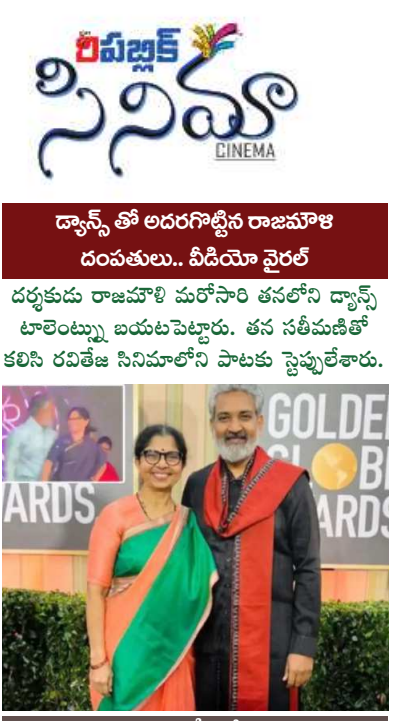 రిపబ్లిక్
సినిమా
CINEMA
డ్యాన్స్ తో అదరగొట్టిన రాజమౌళి
దంపతులు.. వీడియో వైరల్
దర్శకుడు రాజమౌళి మరోసారి తనలోని డ్యాన్స్
టాలెంట్ను బయటపెట్టారు. తన సతీమణితో
కలిసి రవితేజ సినిమాలోని పాటకు స్టెప్పులేశారు.
GOLDE
GLOBE
ARDS
ARDS